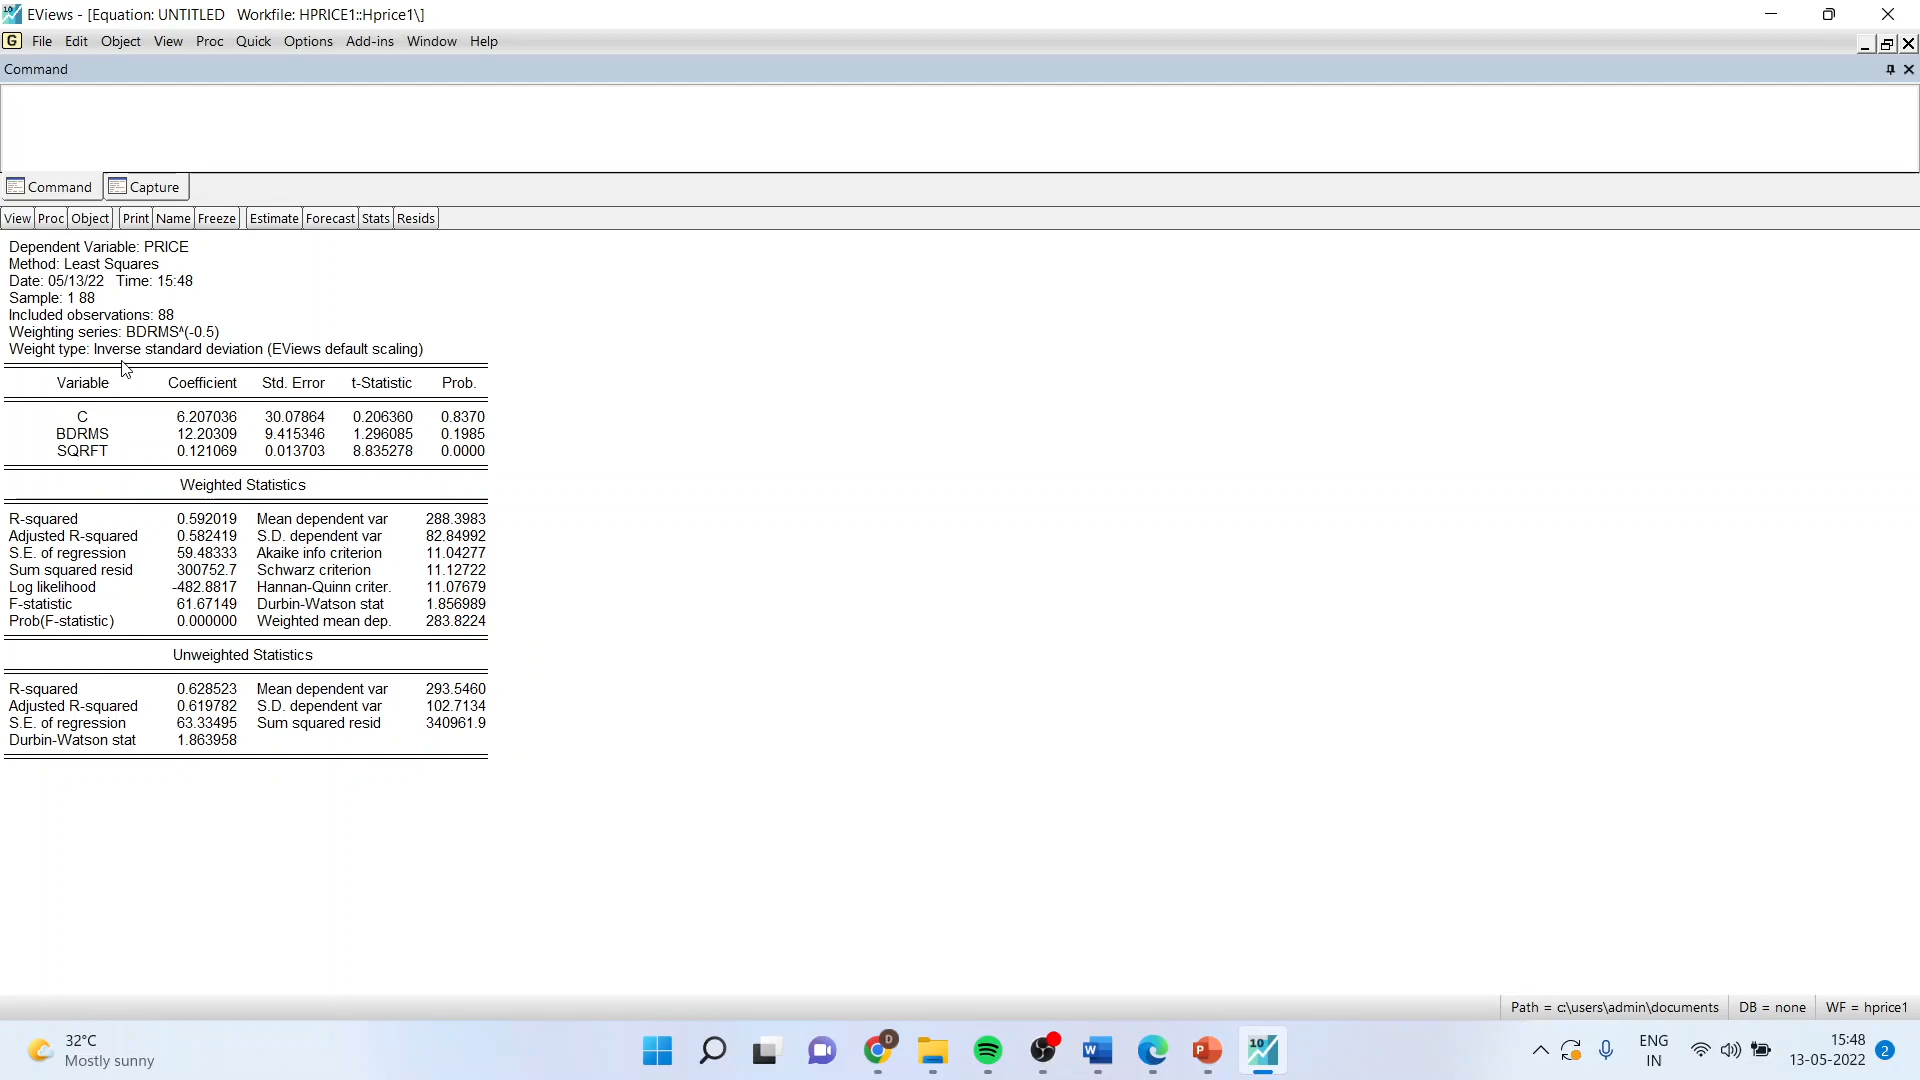 EViews - [Equation: UNTITLED   Workfile: HPRICE1::Hprice1\]
G File Edit Object View Proc Quick Options Add-ins Window Help
Command
Command Capture
View Proc Object Print Name Freeze Estimate Forecast Stats Resids
Dependent Variable: PRICE
Method: Least Squares
Date: 05/13/22   Time: 15:48
Sample: 1 88
Included observations: 88
Weighting series: BDRMS^(-0.5)
Weight type: Inverse standard deviation (EViews default scaling)
Variable Coefficient Std. Error t-Statistic Prob.
C 6.207036 30.07864 0.206360 0.8370
BDRMS 12.20309 9.415346 1.296085 0.1985
SQRFT 0.121069 0.013703 8.835278 0.0000
Weighted Statistics
R-squared 0.592019 Mean dependent var 288.3983
Adjusted R-squared 0.582419 S.D. dependent var 82.84992
S.E. of regression 59.48333 Akaike info criterion 11.04277
Sum squared resid 300752.7 Schwarz criterion 11.12722
Log likelihood -482.8817 Hannan-Quinn criter. 11.07679
F-statistic 61.67149 Durbin-Watson stat 1.856989
Prob(F-statistic) 0.000000 Weighted mean dep. 283.8224
Unweighted Statistics
R-squared 0.628523 Mean dependent var 293.5460
Adjusted R-squared 0.619782 S.D. dependent var 102.7134
S.E. of regression 63.33495 Sum squared resid 340961.9
Durbin-Watson stat 1.863958
Path = c:\users\admin\documents DB = none WF = hprice1
32°C
Mostly sunny
D
W
P
10
ENG
IN
15:48
13-05-2022
2